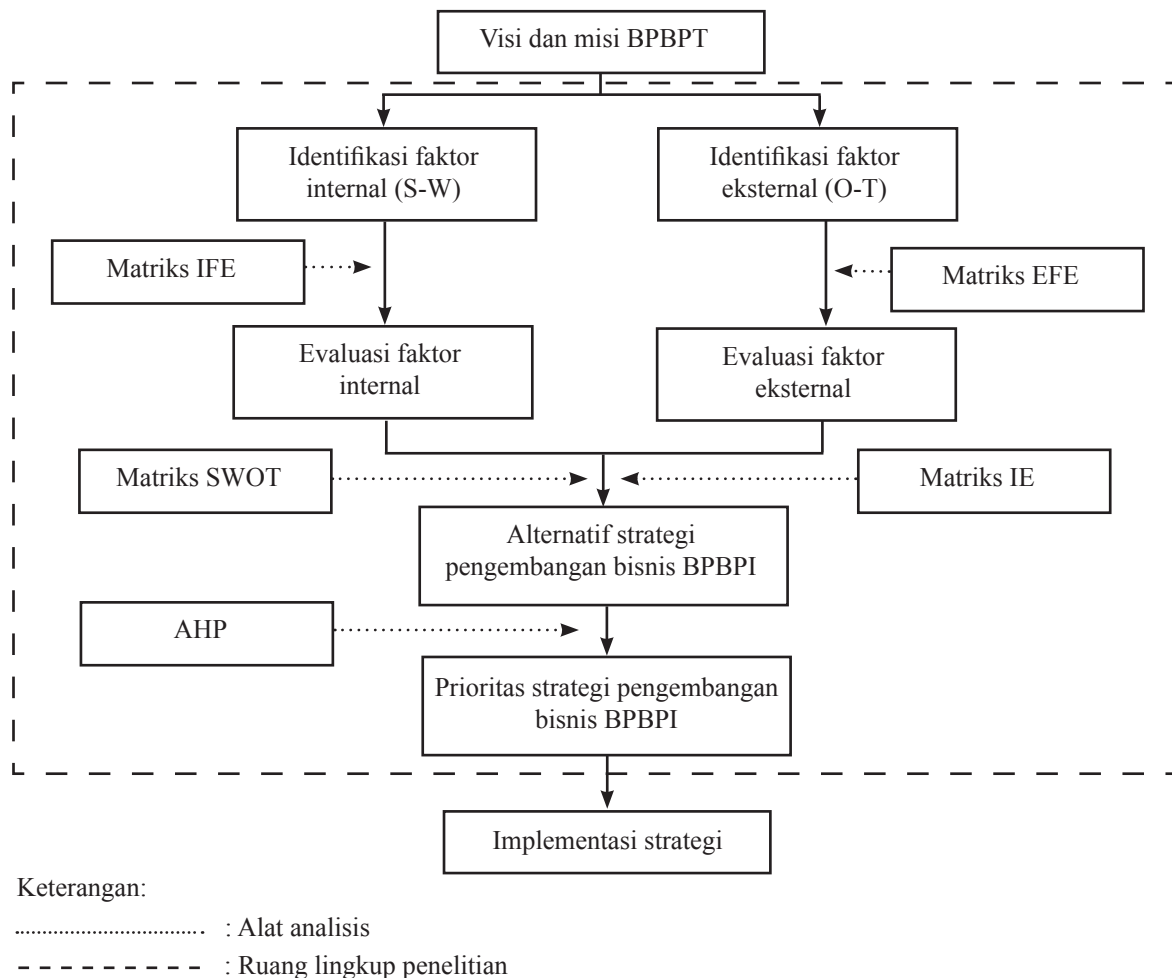 Visi dan misi BPBPT
Identifikasi faktor
internal (S-W)
Identifikasi faktor
eksternal (O-T)
Matriks IFE
Matriks EFE
Evaluasi faktor
internal
Evaluasi faktor
eksternal
Matriks SWOT
Matriks IE
Alternatif strategi
pengembangan bisnis BPBPI
AHP
Prioritas strategi pengembangan
bisnis BPBPI
Implementasi strategi
Keterangan:
: Alat analisis
: Ruang lingkup penelitian